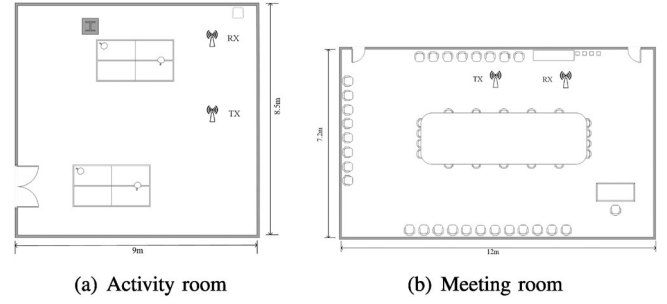 RX
TX
8.5m
9m
(a) Activity room
TX
RX
7.2m
12m
(b) Meeting room